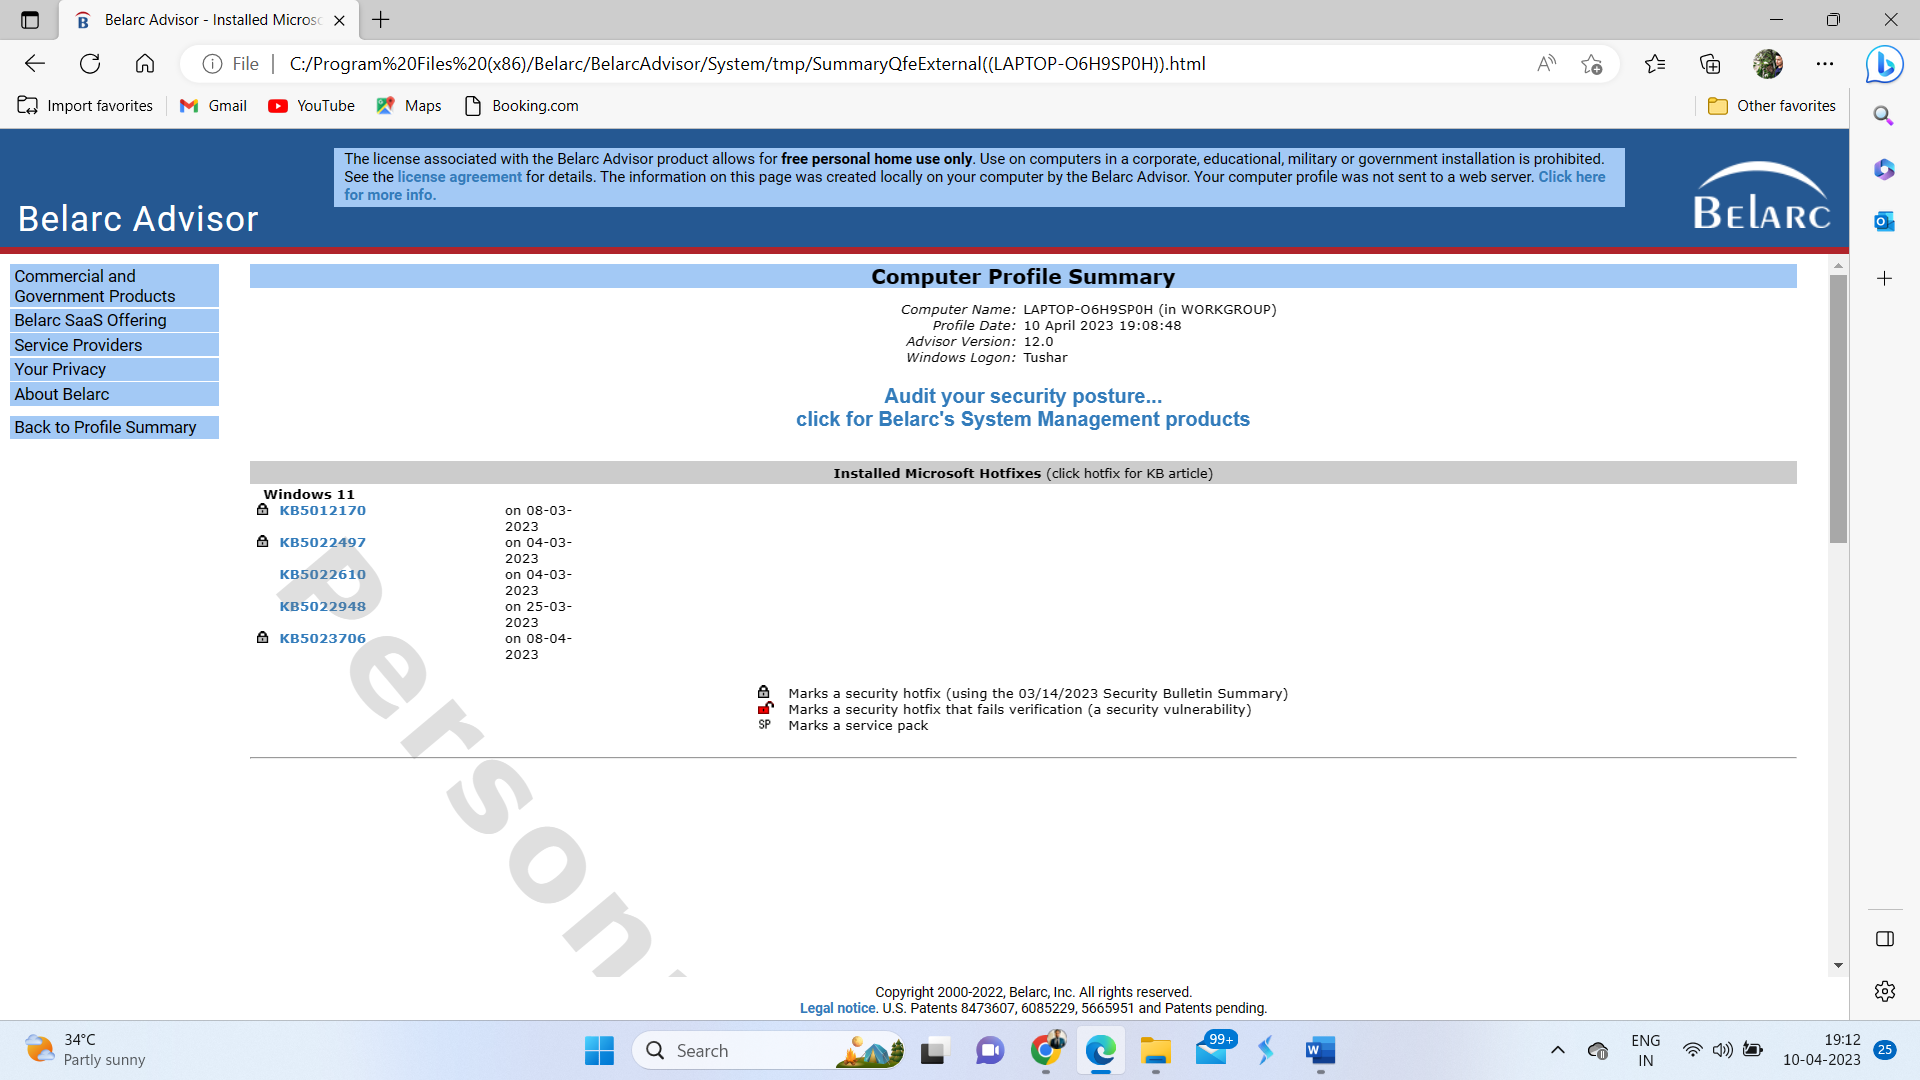 Belarc Advisor - Installed Micros
File
C:/Program%20Files%20(x86)/Belarc/BelarcAdvisor/System/tmp/SummaryQfeExternal((LAPTOP-O6H9SP0H)).html
Import favorites
Gmail
YouTube
Maps
Booking.com
Other favorites
Belarc Advisor
The license associated with the Belarc Advisor product allows for free personal home use only. Use on computers in a corporate, educational, military or government installation is prohibited.
See the license agreement for details. The information on this page was created locally on your computer by the Belarc Advisor. Your computer profile was not sent to a web server. Click here
for more info.
BELARC
Commercial and
Government Products
Belarc SaaS Offering
Service Providers
Your Privacy
About Belarc
Back to Profile Summary
Computer Profile Summary
Computer Name: LAPTOP-O6H9SP0H (in WORKGROUP)
Profile Date: 10 April 2023 19:08:48
Advisor Version: 12.0
Windows Logon: Tushar
Audit your security posture...
click for Belarc's System Management products
Installed Microsoft Hotfixes (click hotfix for KB article)
Windows 11
KB5012170 on 08-03-
2023
KB5022497 on 04-03-
2023
KB5022610 on 04-03-
2023
KB5022948 on 25-03-
2023
KB5023706 on 08-04-
2023
Marks a security hotfix (using the 03/14/2023 Security Bulletin Summary)
Marks a security hotfix that fails verification (a security vulnerability)
SP Marks a service pack
Person
Copyright 2000-2022, Belarc, Inc. All rights reserved.
Legal notice. U.S. Patents 8473607, 6085229, 5665951 and Patents pending.
34°C
Partly sunny
Search
99+
ENG
IN
19:12
10-04-2023
25